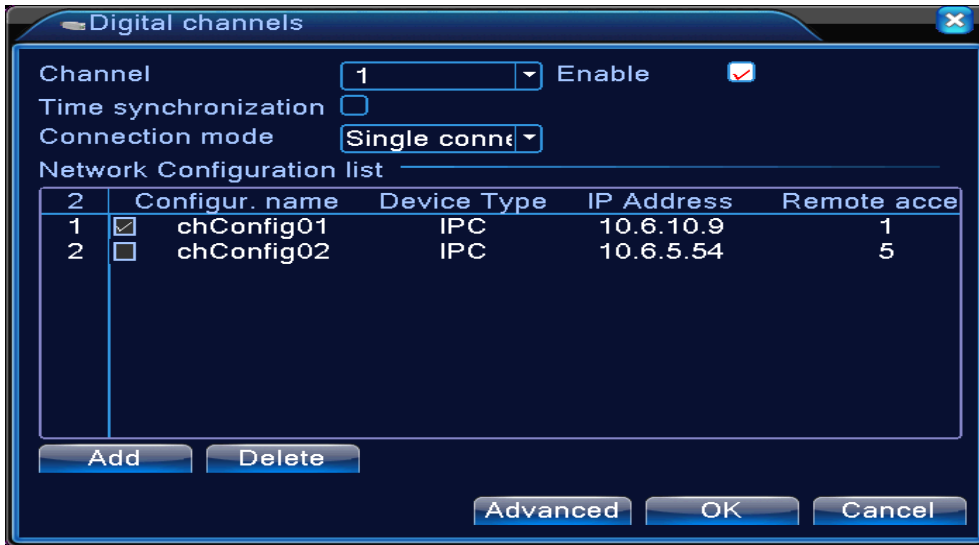 Digital channels
Channel 1 Enable
Time synchronization
Connection mode Single conne
Network Configuration list
2 Configur. name Device Type IP Address Remote acce
1 chConfig01 IPC 10.6.10.9 1
2 chConfig02 IPC 10.6.5.54 5
Add Delete
Advanced OK Cancel